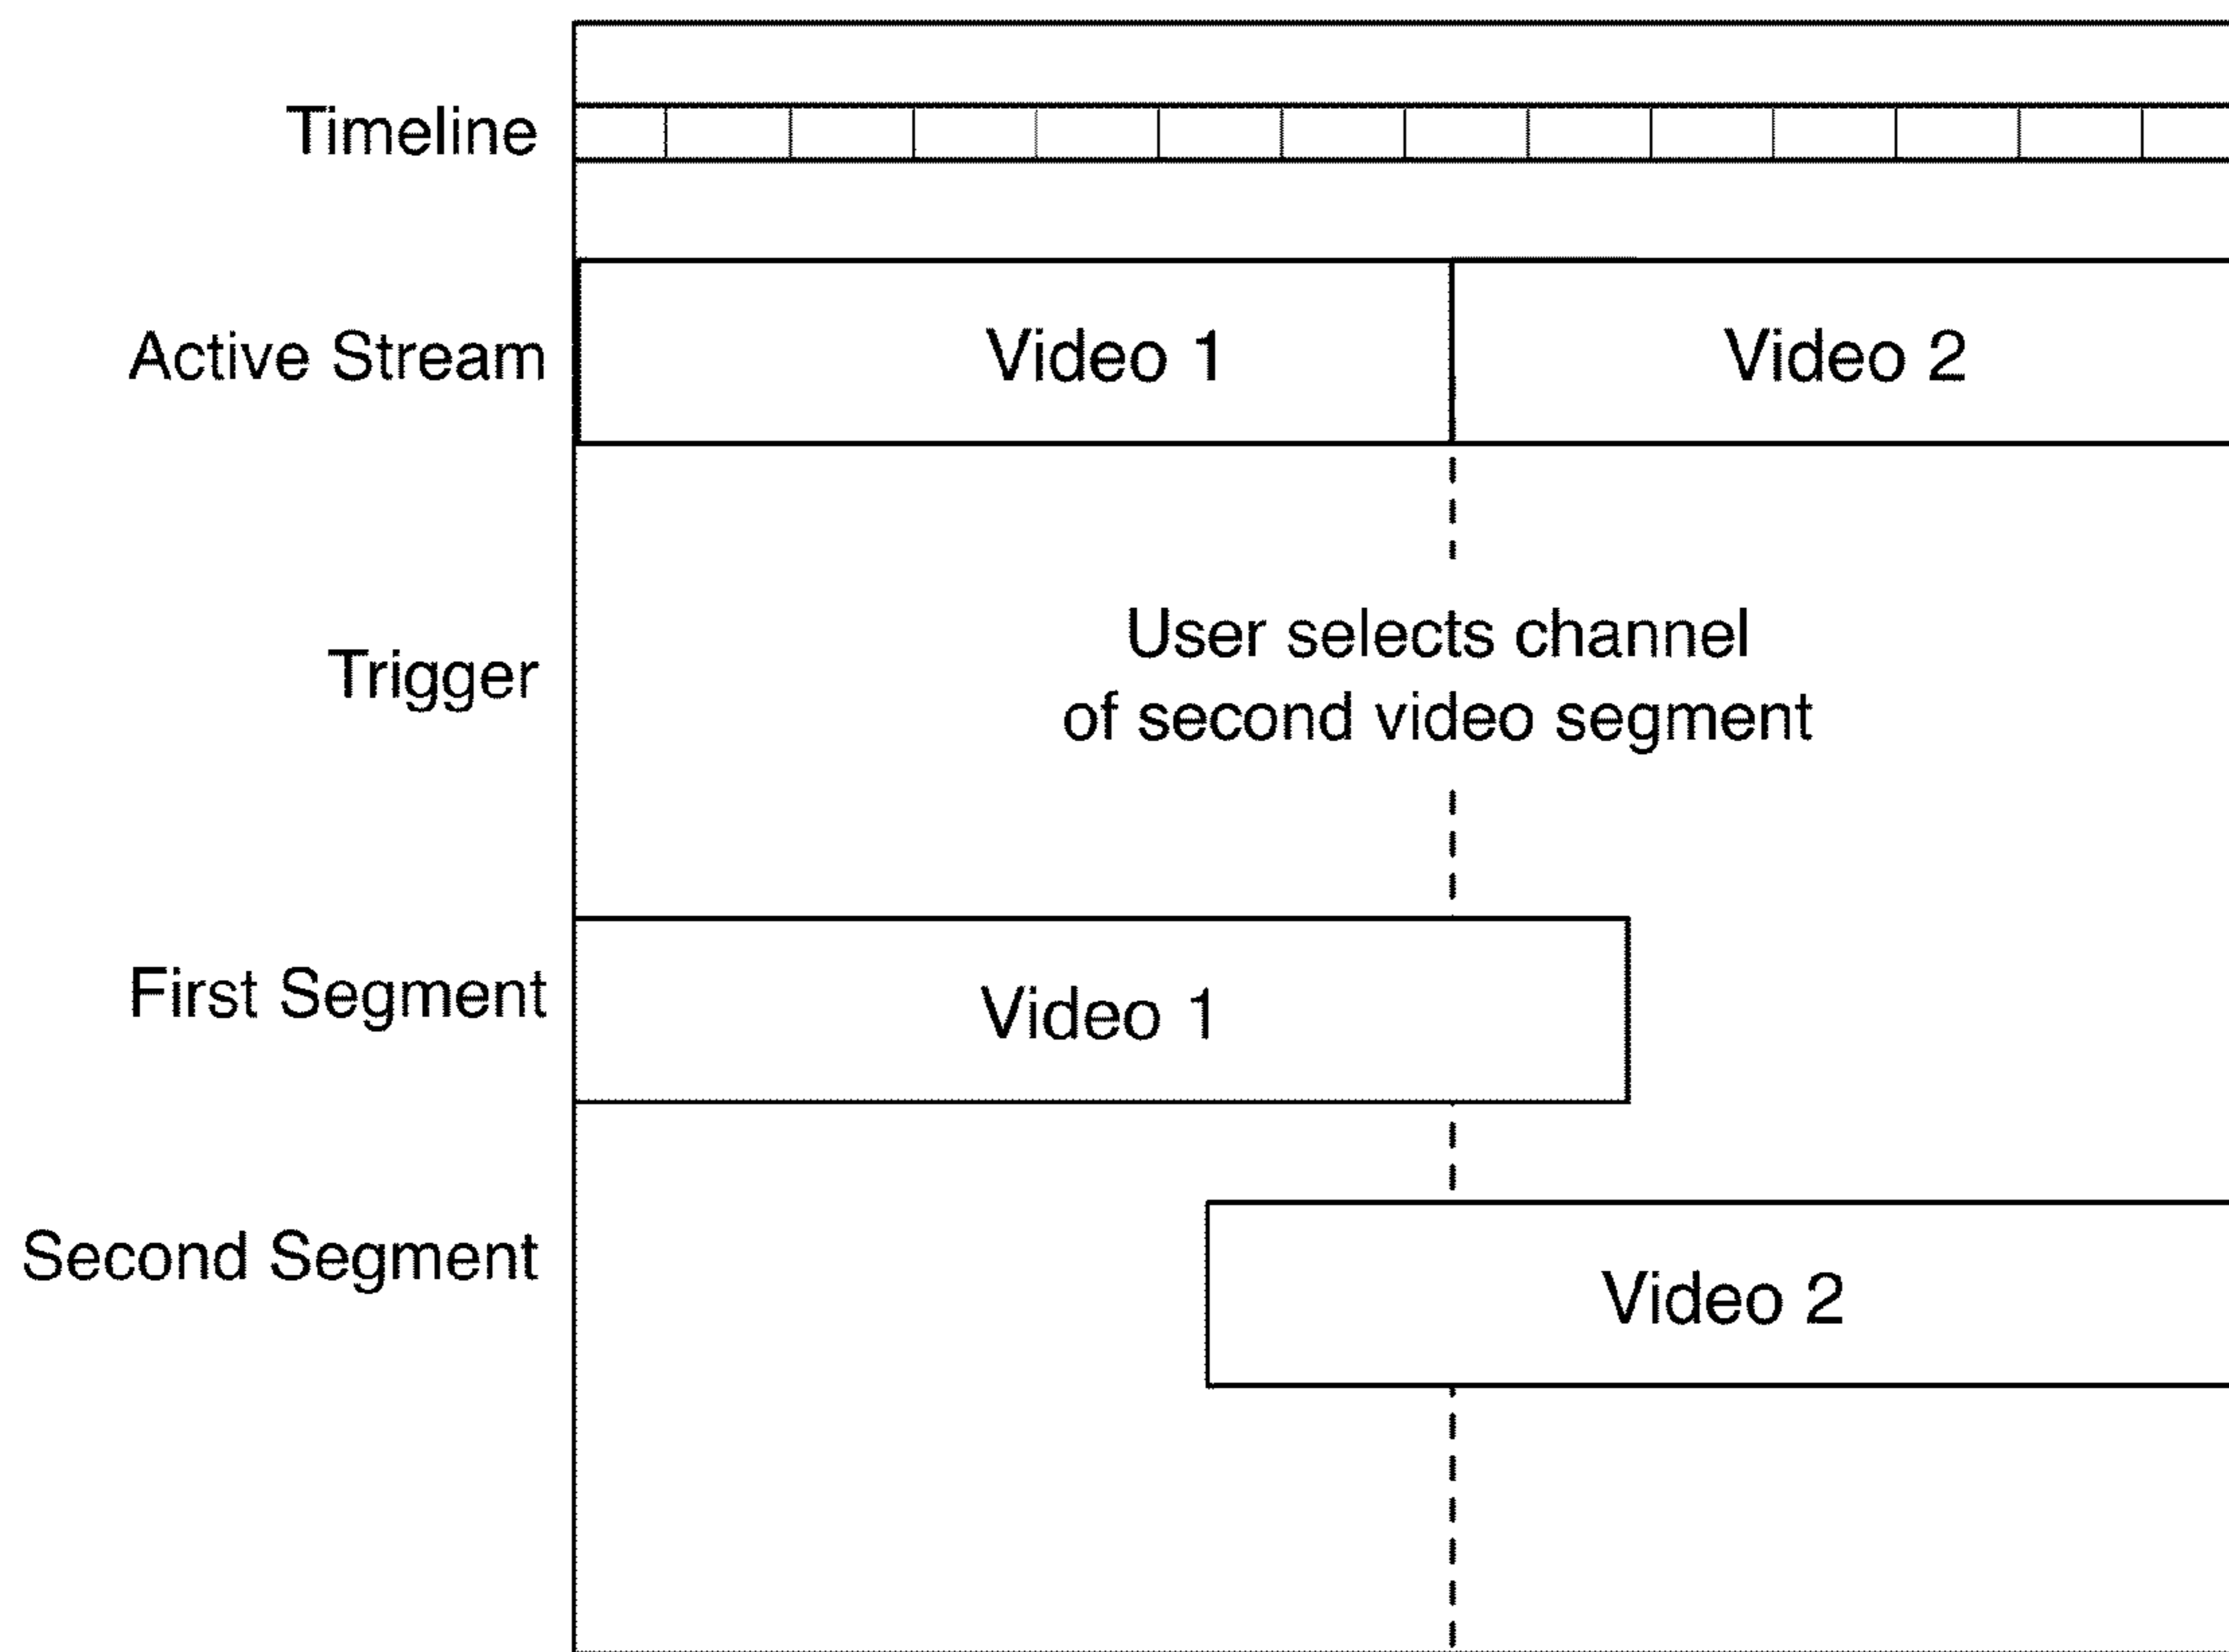 Timeline
Active Stream
Video 1
Video 2
Trigger
User selects channel
of second video segment
First Segment
Video 1
Second Segment
Video 2